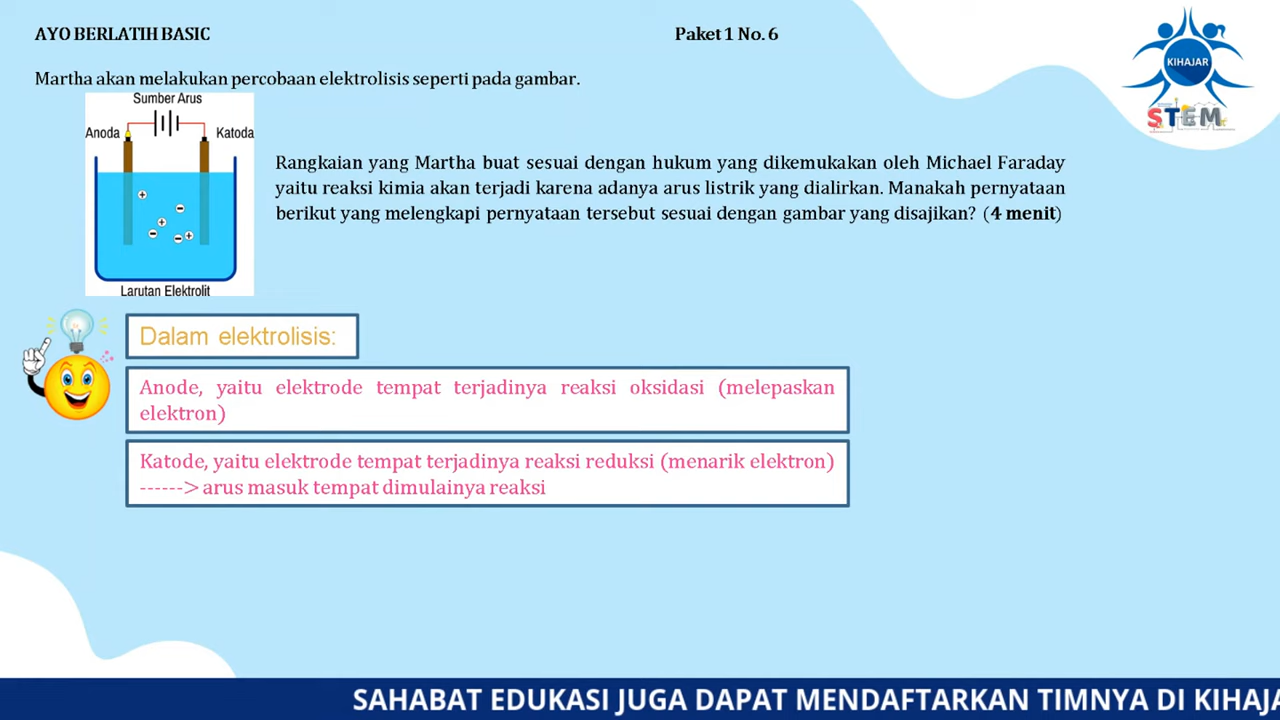 AYO BERLATIH BASIC
Paket 1 No. 6
KIHAJAR
STEM
Martha akan melakukan percobaan elektrolisis seperti pada gambar.
Sumber Arus
Anoda
Katoda
Larutan Elektrolit
Rangkaian yang Martha buat sesuai dengan hukum yang dikemukakan oleh Michael Faraday
yaitu reaksi kimia akan terjadi karena adanya arus listrik yang dialirkan. Manakah pernyataan
berikut yang melengkapi pernyataan tersebut sesuai dengan gambar yang disajikan? (4 menit)
Dalam elektrolisis:
Anode, yaitu elektrode tempat terjadinya reaksi oksidasi (melepaskan
elektron)
Katode, yaitu elektrode tempat terjadinya reaksi reduksi (menarik elektron)
------> arus masuk tempat dimulainya reaksi
SAHABAT EDUKASI JUGA DAPAT MENDAFTARKAN TIMNYA DI KIHAJA